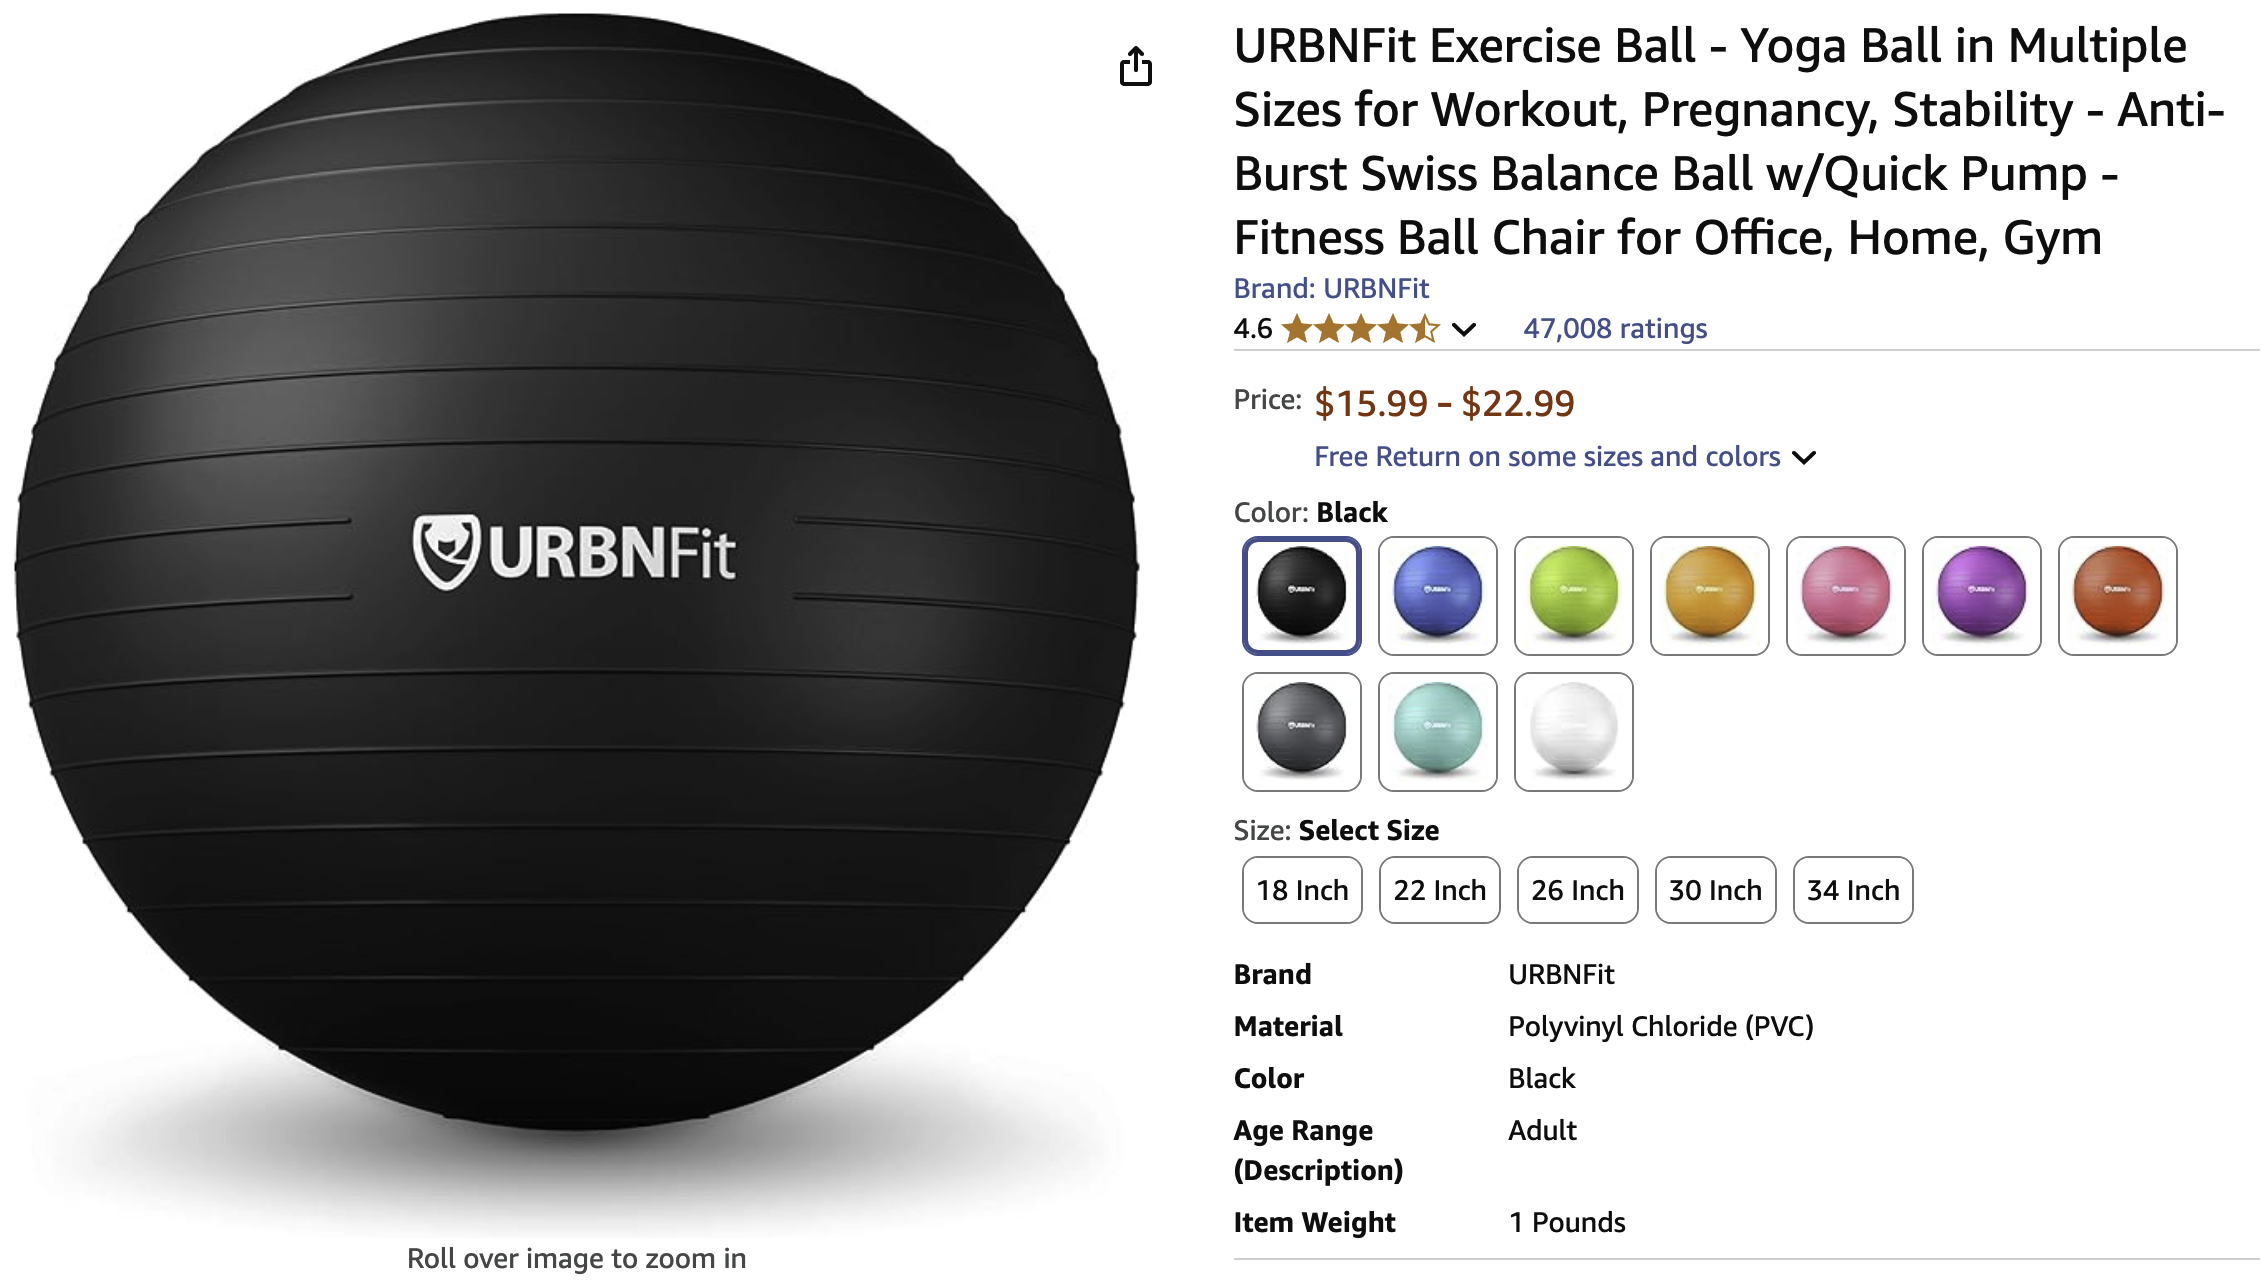 URBNFit
Roll over image to zoom in
URBNFit Exercise Ball - Yoga Ball in Multiple
Sizes for Workout, Pregnancy, Stability - Anti-
Burst Swiss Balance Ball w/Quick Pump -
Fitness Ball Chair for Office, Home, Gym
Brand: URBNFit
4.6 47,008 ratings
Price: $15.99 - $22.99
Free Return on some sizes and colors
Color: Black
Size: Select Size
18 Inch 22 Inch 26 Inch 30 Inch 34 Inch
Brand URBNFit
Material Polyvinyl Chloride (PVC)
Color Black
Age Range Adult
(Description)
Item Weight 1 Pounds